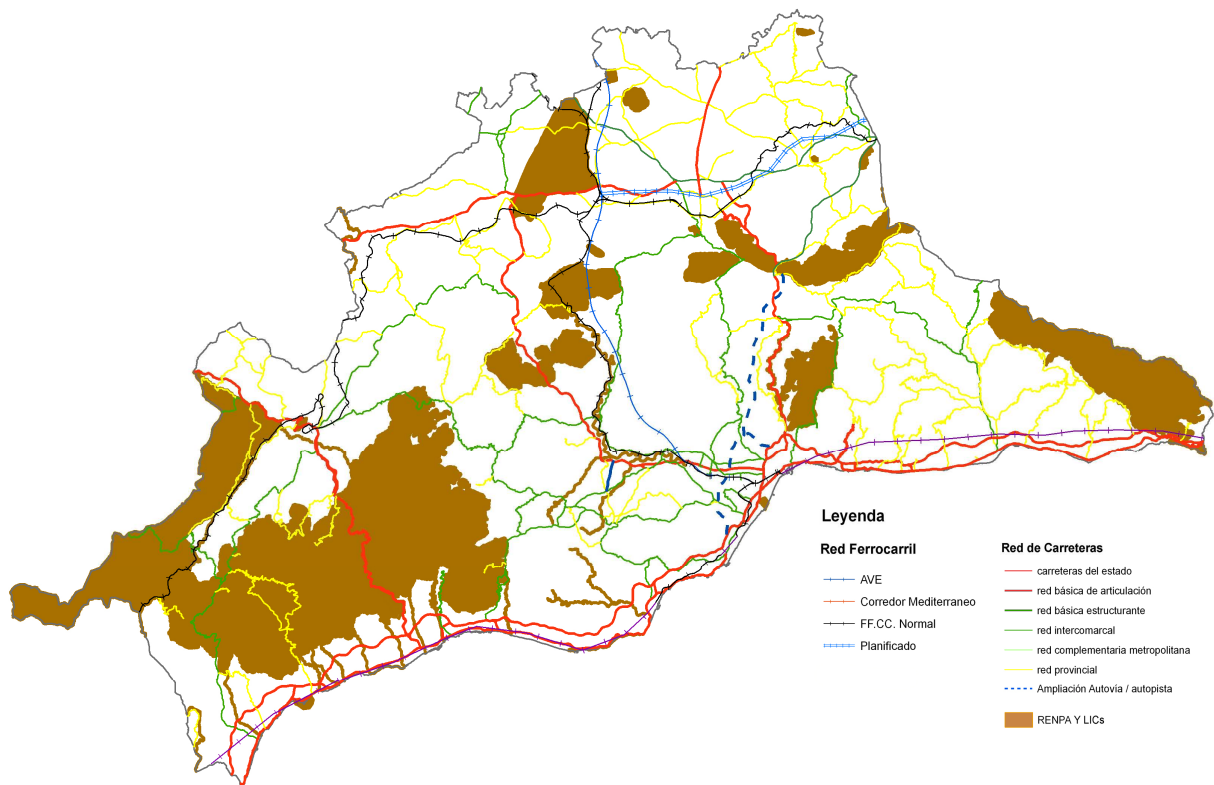 Leyenda
Red Ferrocarril
AVE
Corredor Mediterraneo
FF.CC. Normal
Planificado
Red de Carreteras
carreteras del estado
red básica de articulación
red básica estructurante
red intercomarcal
red complementaria metropolitana
red provincial
Ampliación Autovía / autopista
RENPA Y LICs